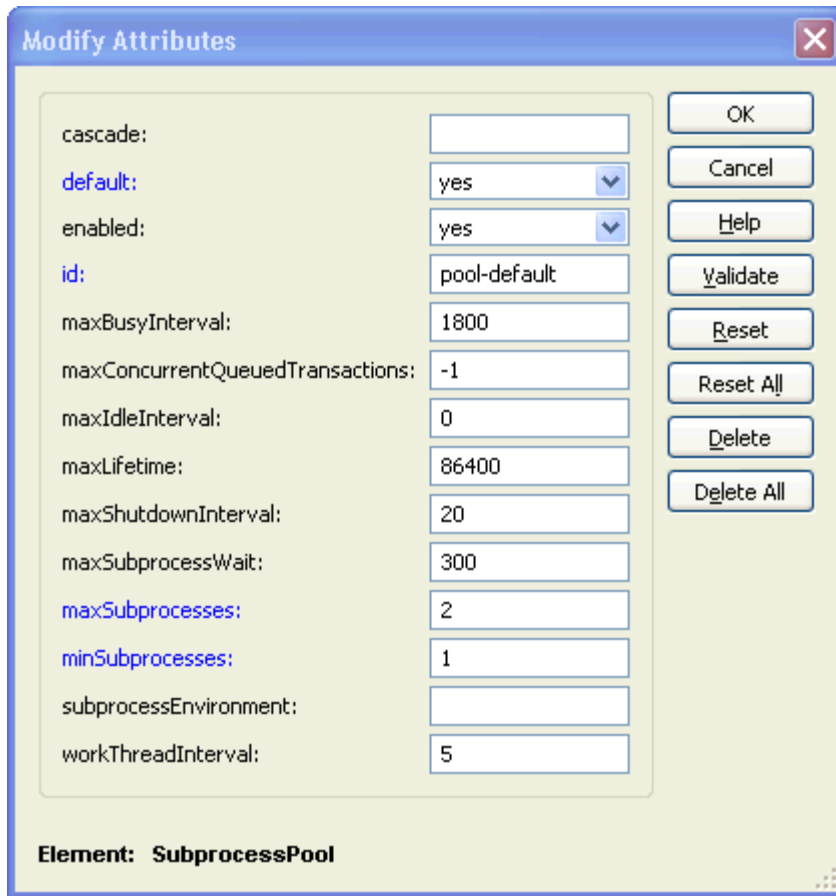 Modify Attributes
cascade:
default: yes
enabled: yes
id: pool-default
maxBusyInterval: 1800
maxConcurrentQueuedTransactions: -1
maxIdleInterval: 0
maxLifetime: 86400
maxShutdownInterval: 20
maxSubprocessWait: 300
maxSubprocesses: 2
minSubprocesses: 1
subprocessEnvironment:
workThreadInterval: 5
OK
Cancel
Help
Validate
Reset
Reset All
Delete
Delete All
Element: SubprocessPool